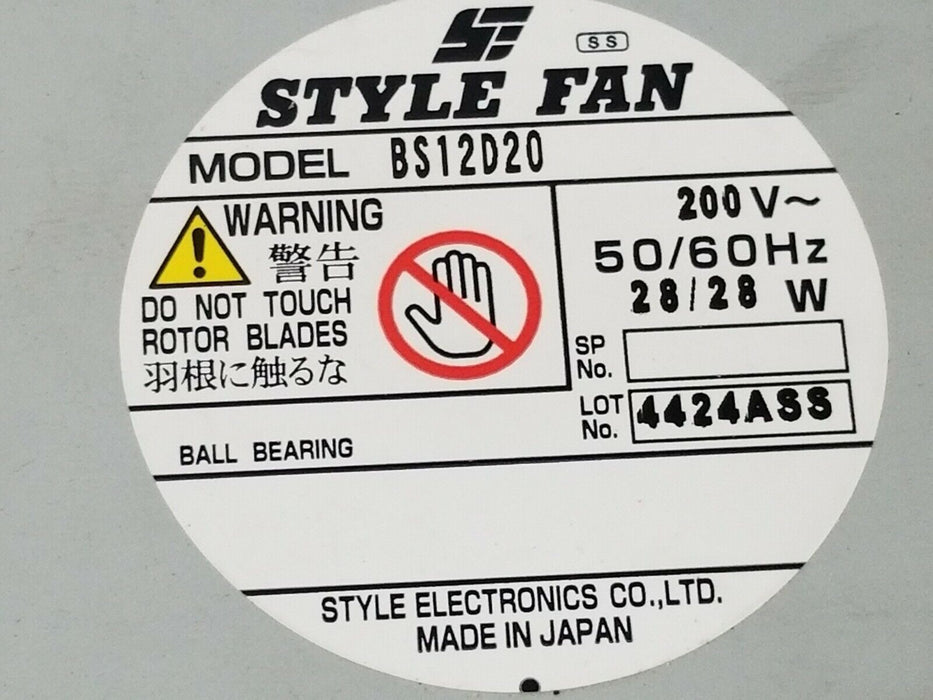 SS
STYLE FAN
MODEL BS12D20
WARNING
警告
DO NOT TOUCH
ROTOR BLADES
羽根に触るな
200 V~
50/60Hz
28/28 W
SP
No.
LOT
No. 4424ASS
BALL BEARING
STYLE ELECTRONICS CO.,LTD.
MADE IN JAPAN